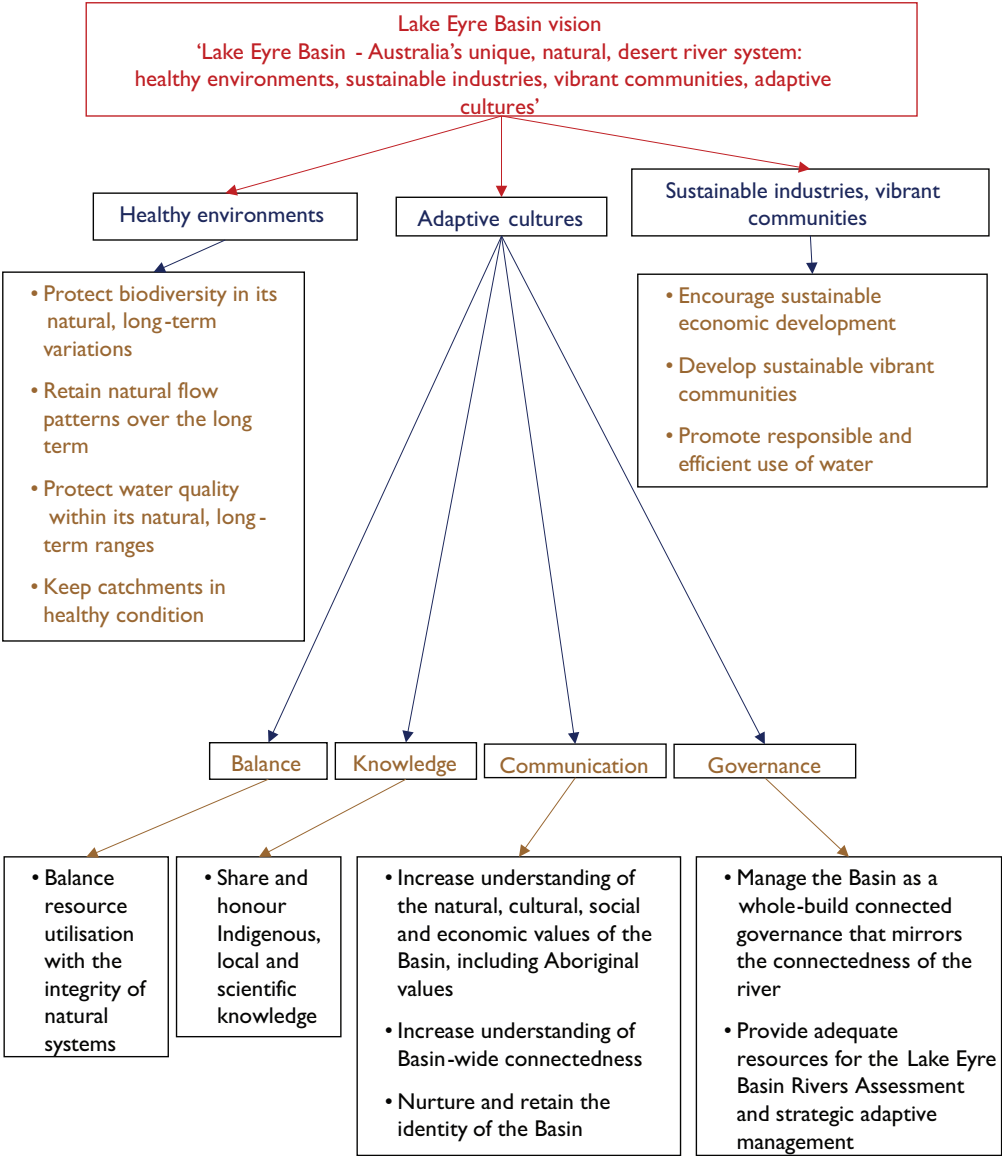 Lake Eyre Basin vision
‘Lake Eyre Basin - Australia’s unique, natural, desert river system:
healthy environments, sustainable industries, vibrant communities, adaptive
cultures’
Healthy environments
Adaptive cultures
Sustainable industries, vibrant
communities
• Protect biodiversity in its
natural, long-term
variations
• Retain natural flow
patterns over the long
term
• Protect water quality
within its natural, long-
term ranges
• Keep catchments in
healthy condition
• Encourage sustainable
economic development
• Develop sustainable vibrant
communities
• Promote responsible and
efficient use of water
Balance
Knowledge
Communication
Governance
• Balance
resource
utilisation
with the
integrity of
natural
systems
• Share and
honour
Indigenous,
local and
scientific
knowledge
• Increase understanding of
the natural, cultural, social
and economic values of the
Basin, including Aboriginal
values
• Increase understanding of
Basin-wide connectedness
• Nurture and retain the
identity of the Basin
• Manage the Basin as a
whole-build connected
governance that mirrors
the connectedness of the
river
• Provide adequate
resources for the Lake Eyre
Basin Rivers Assessment
and strategic adaptive
management